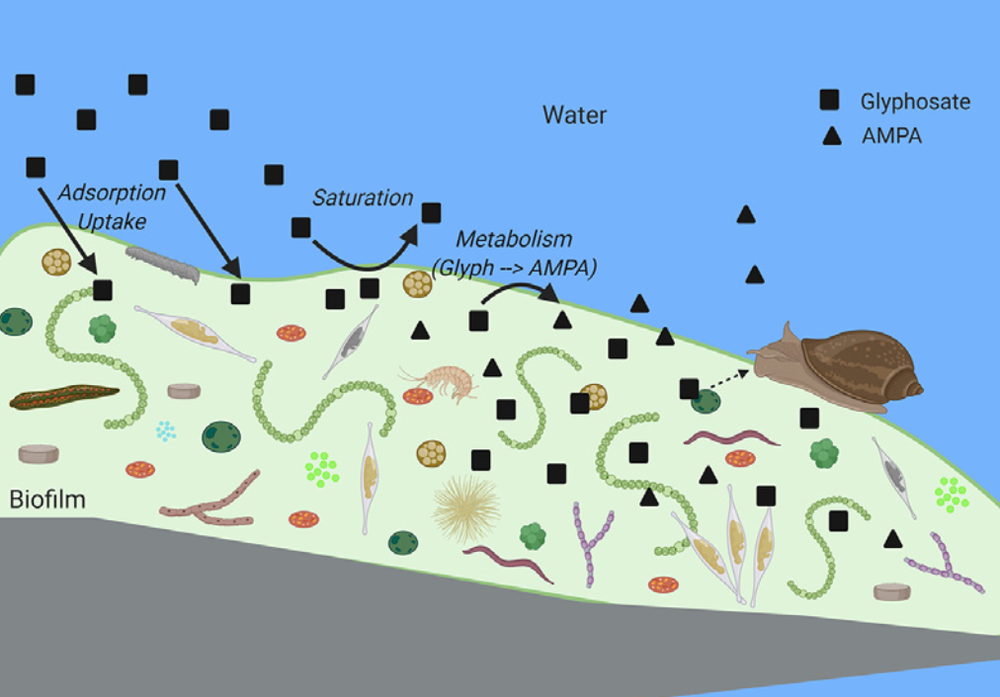 Water
Glyphosate
AMPA
Adsorption
Uptake
Saturation
Metabolism
(Glyph --> AMPA)
Biofilm